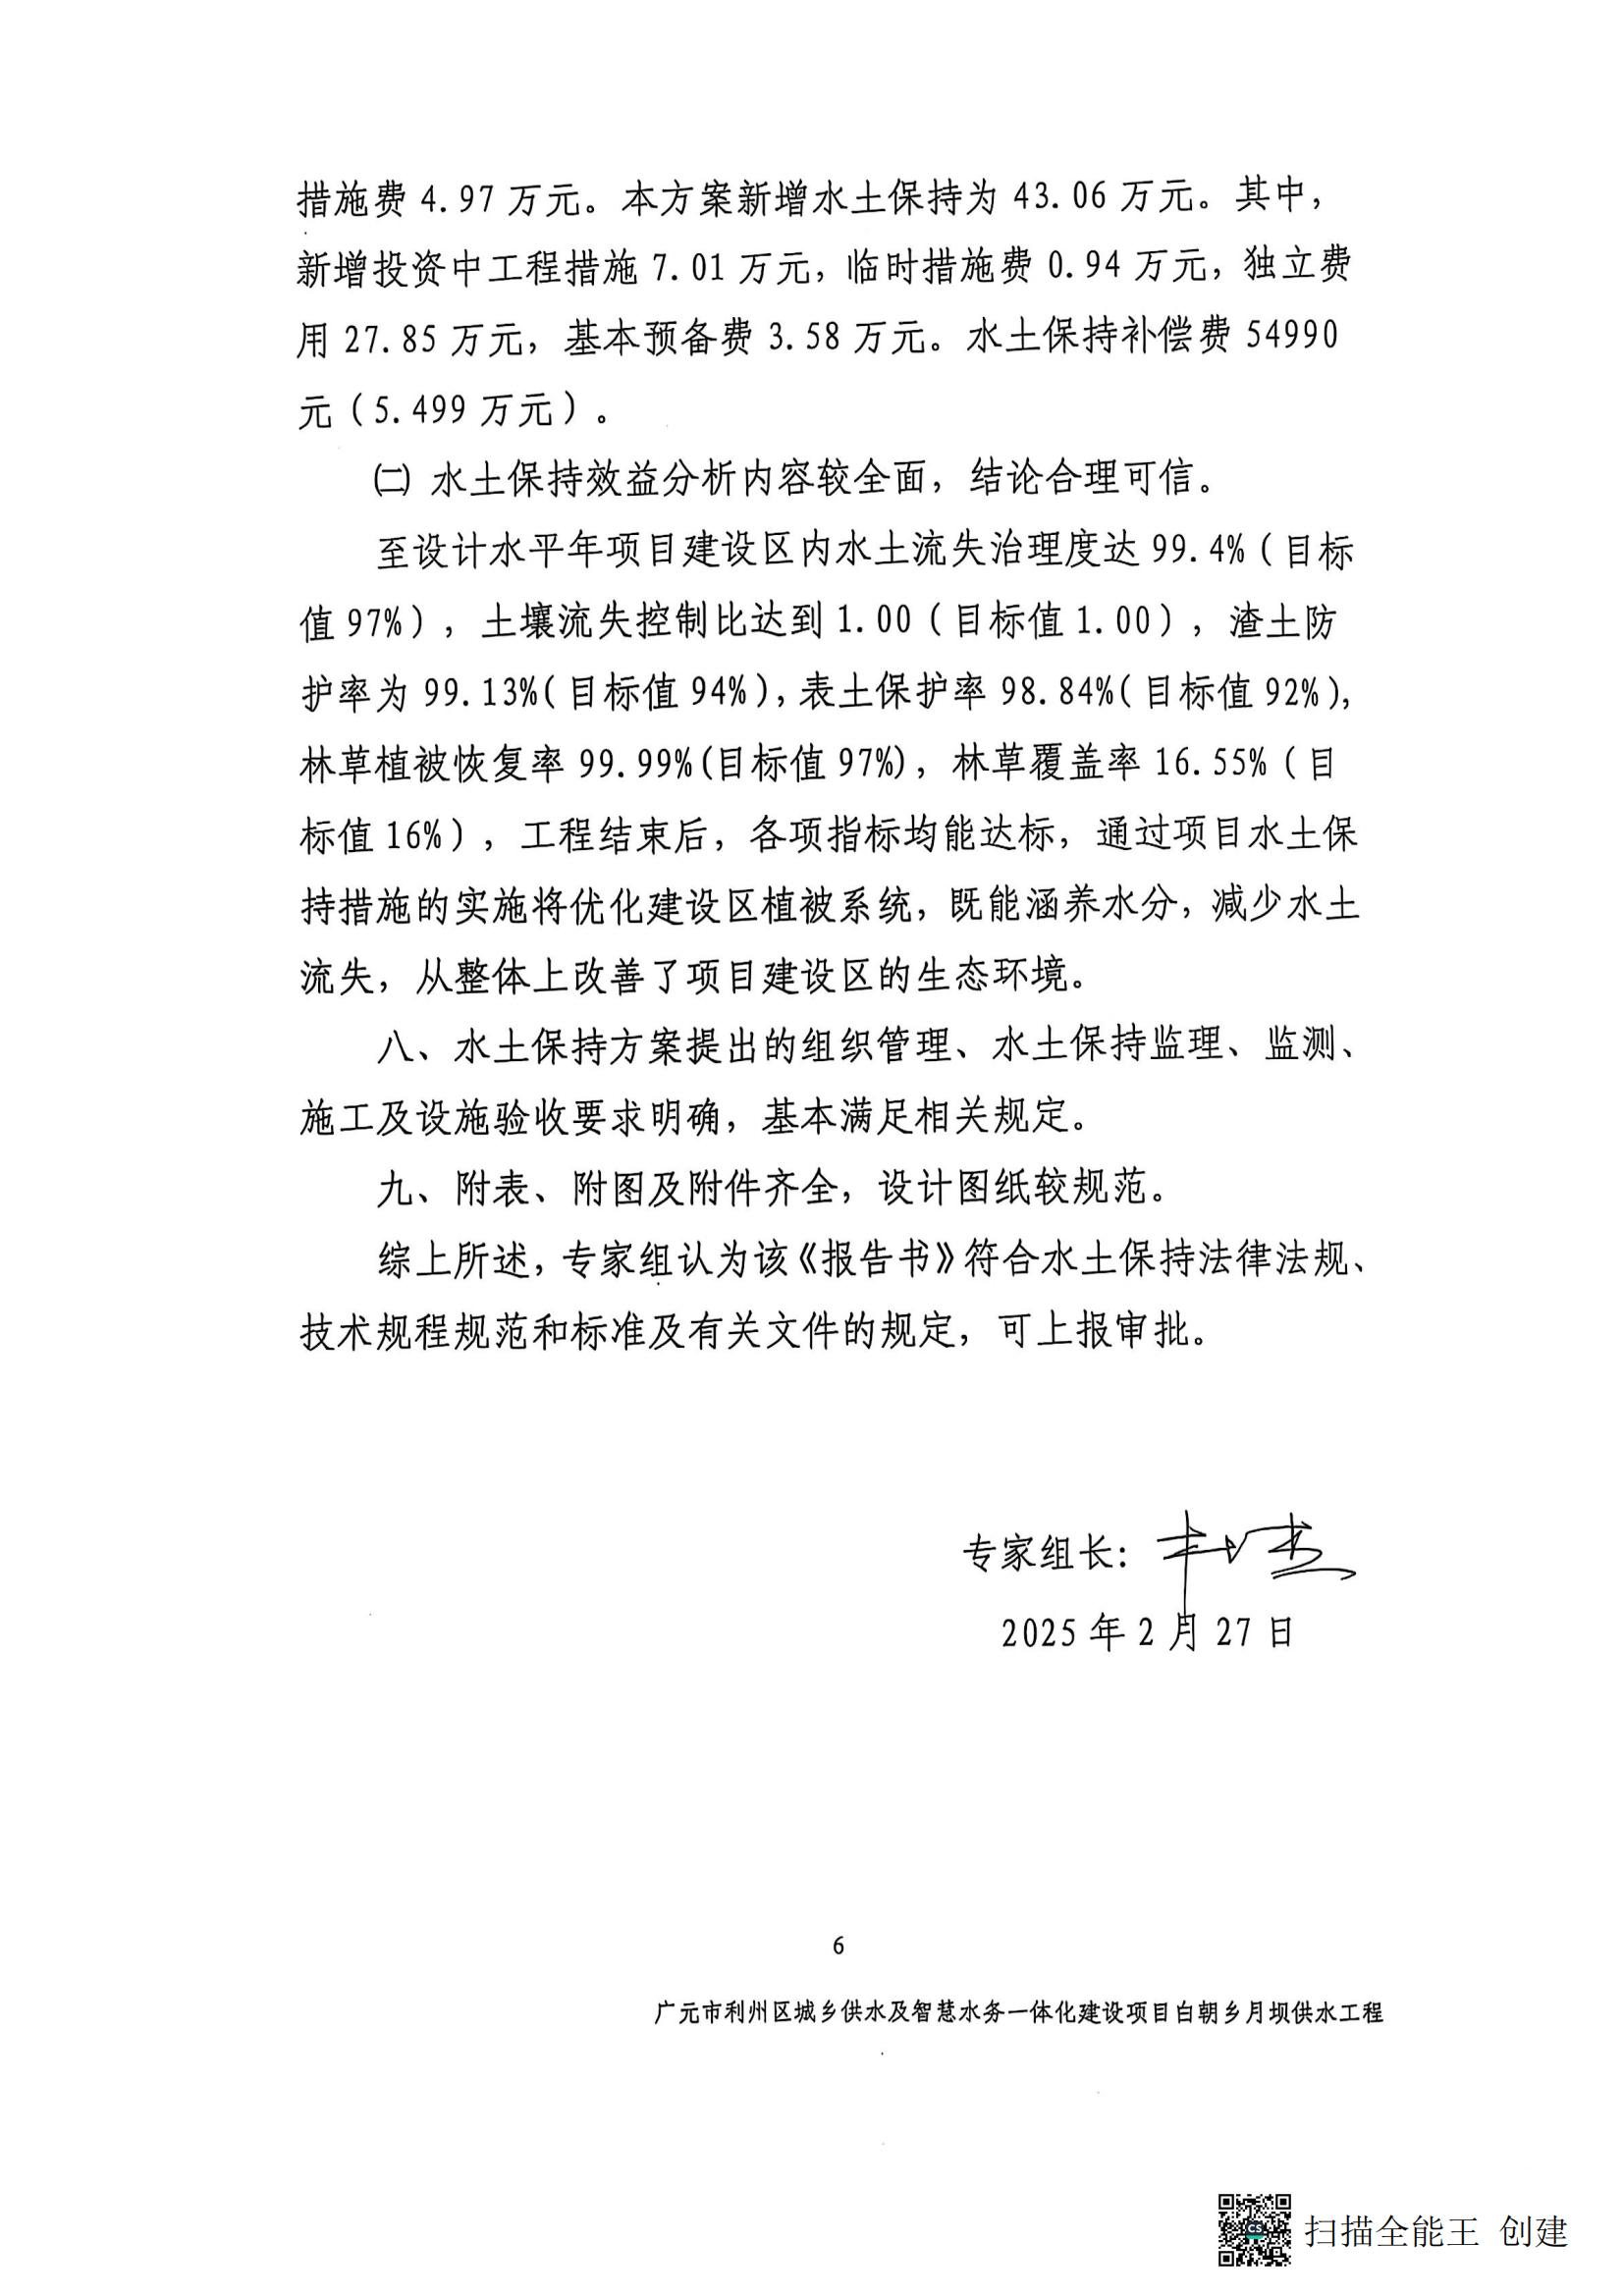 措施费 4.97 万元。本方案新增水土保持为 43.06 万元。其中，
新增投资中工程措施 7.01 万元，临时措施费 0.94 万元，独立费
用 27.85 万元，基本预备费 3.58 万元。水土保持补偿费 54990
元（5.499 万元）。
㈡ 水土保持效益分析内容较全面，结论合理可信。
至设计水平年项目建设区内水土流失治理度达 99.4%（目标
值 97%），土壤流失控制比达到 1.00（目标值 1.00），渣土防
护率为 99.13%(目标值 94%),表土保护率 98.84%(目标值 92%),
林草植被恢复率 99.99%(目标值 97%)，林草覆盖率 16.55%（目
标值 16%），工程结束后，各项指标均能达标，通过项目水土保
持措施的实施将优化建设区植被系统，既能涵养水分，减少水土
流失，从整体上改善了项目建设区的生态环境。
八、水土保持方案提出的组织管理、水土保持监理、监测、
施工及设施验收要求明确，基本满足相关规定。
九、附表、附图及附件齐全，设计图纸较规范。
综上所述，专家组认为该《报告书》符合水土保持法律法规、
技术规程规范和标准及有关文件的规定，可上报审批。
专家组长：
2025 年 2 月 27 日
6
广元市利州区城乡供水及智慧水务一体化建设项目白朝乡月坝供水工程
CS
扫描全能王 创建